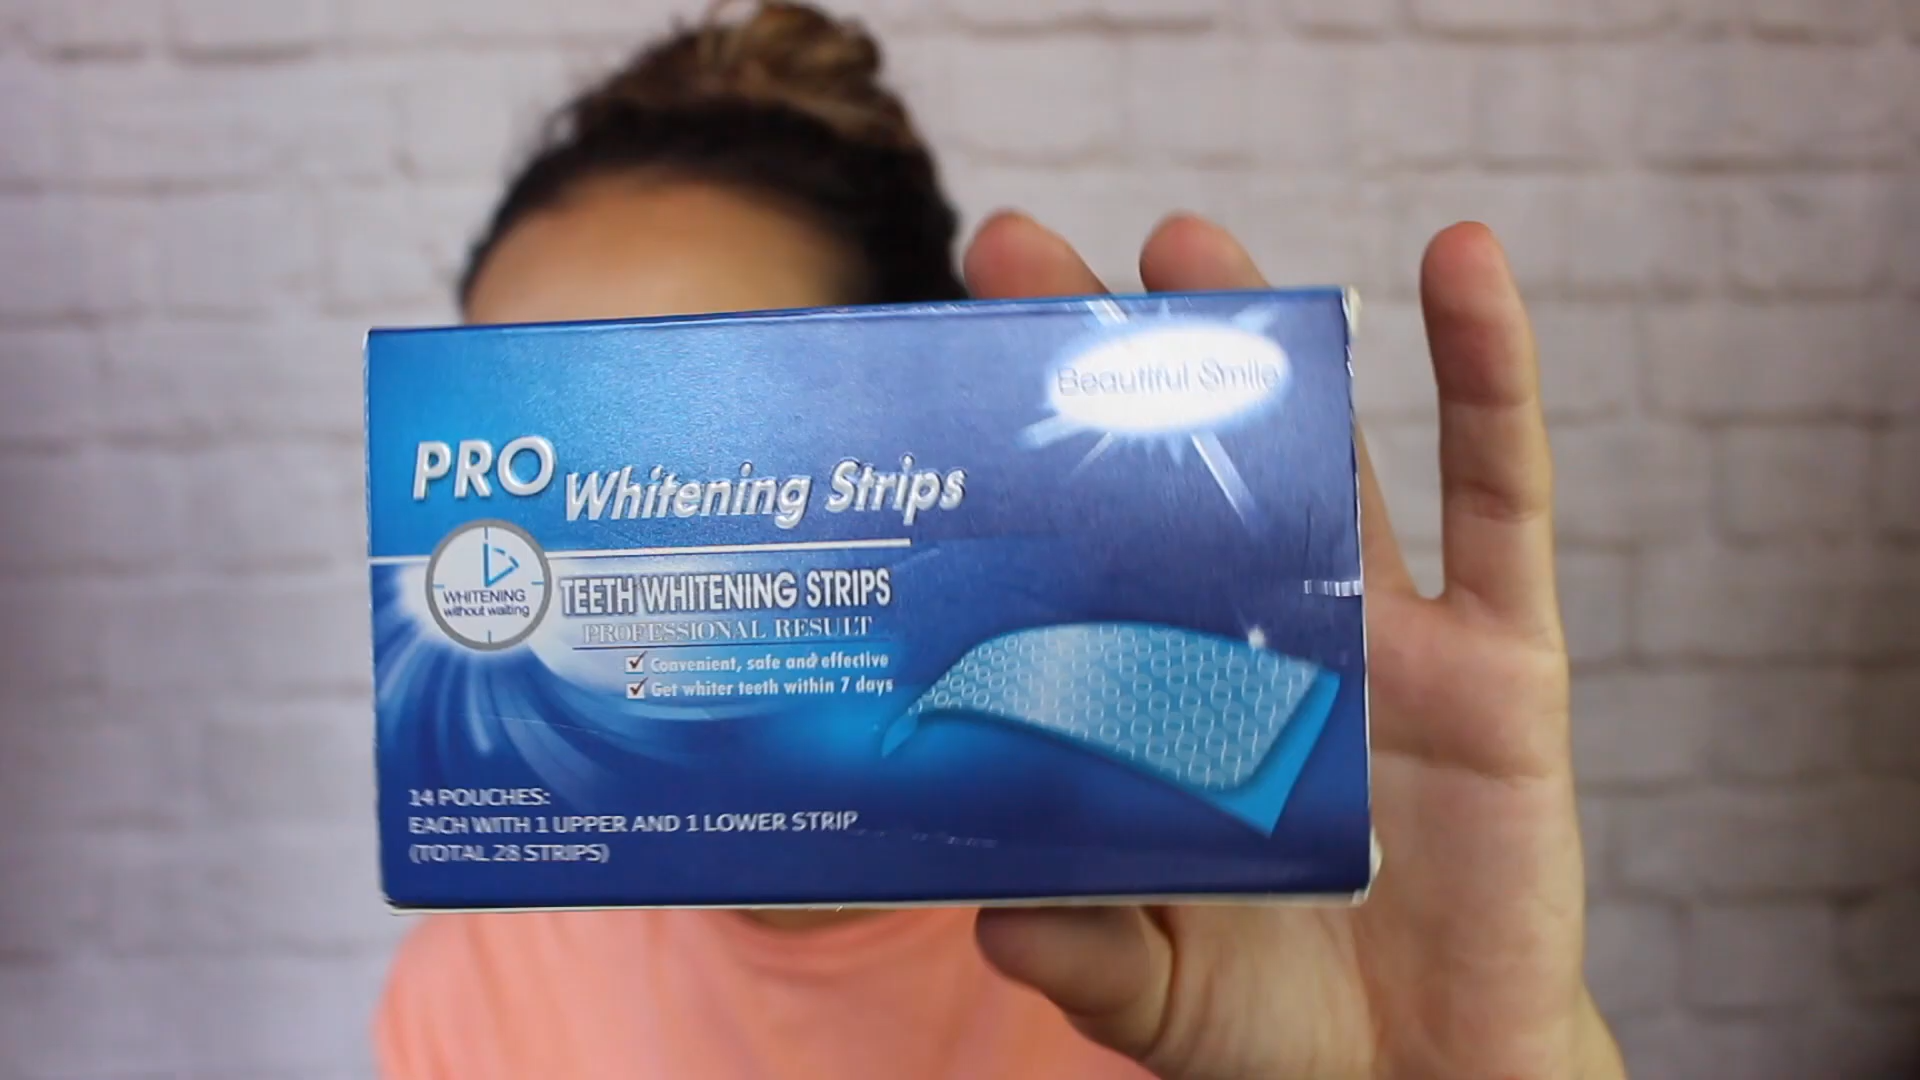 Beautiful Smile
PRO Whitening Strips
WHITENING
without waiting
TEETH WHITENING STRIPS
PROFESSIONAL RESULT
Convenient, safe and effective
Get whiter teeth within 7 days
14 POUCHES:
EACH WITH 1 UPPER AND 1 LOWER STRIP
(TOTAL 28 STRIPS)